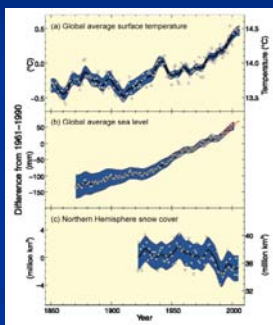 (a) Global average surface temperature
0.5
0.0
-0.5
(°C)
14.5
14.0
13.5
Temperature (°C)
Difference from 1961–1990
(b) Global average sea level
50
0
-50
-100
-150
(mm)
(c) Northern Hemisphere snow cover
4
0
-4
(million km²)
40
36
32
(million km²)
1850
1900
1950
2000
Year